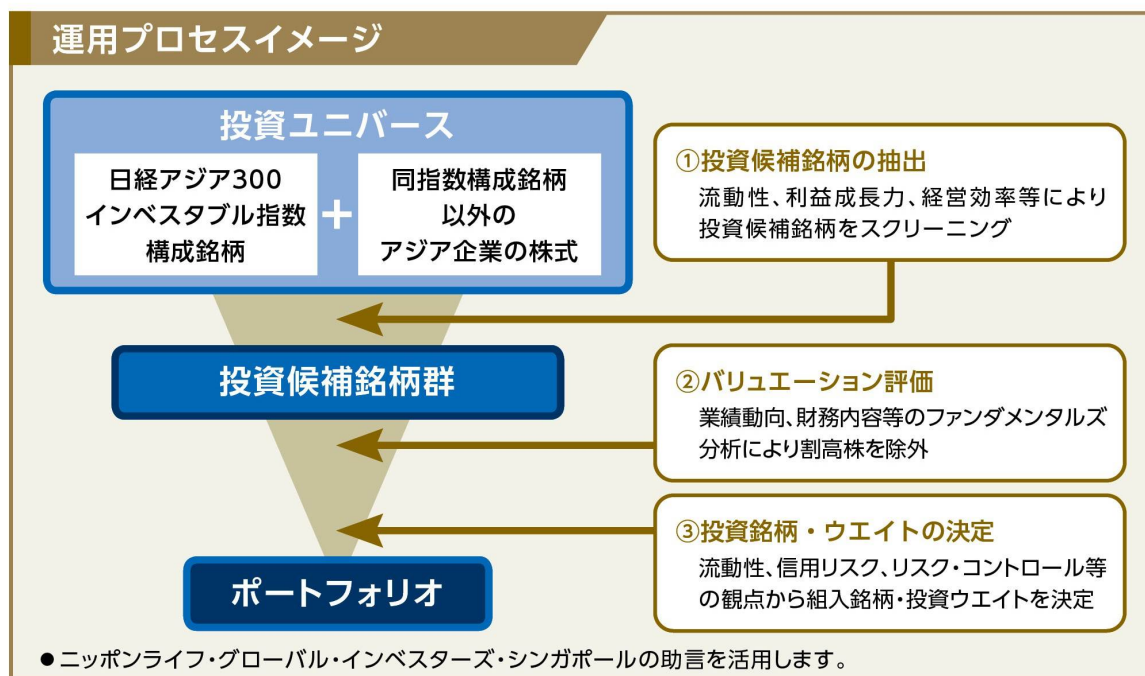 運用プロセスイメージ
投資ユニバース
日経アジア300
インベスタブル指数
構成銘柄
+
同指数構成銘柄
以外の
アジア企業の株式
①投資候補銘柄の抽出
流動性、利益成長力、経営効率等により
投資候補銘柄をスクリーニング
投資候補銘柄群
②バリュエーション評価
業績動向、財務内容等のファンダメンタルズ
分析により割高株を除外
③投資銘柄・ウエイトの決定
流動性、信用リスク、リスク・コントロール等
の観点から組入銘柄・投資ウエイトを決定
ポートフォリオ
●ニッポンライフ・グローバル・インベスターズ・シンガポールの助言を活用します。